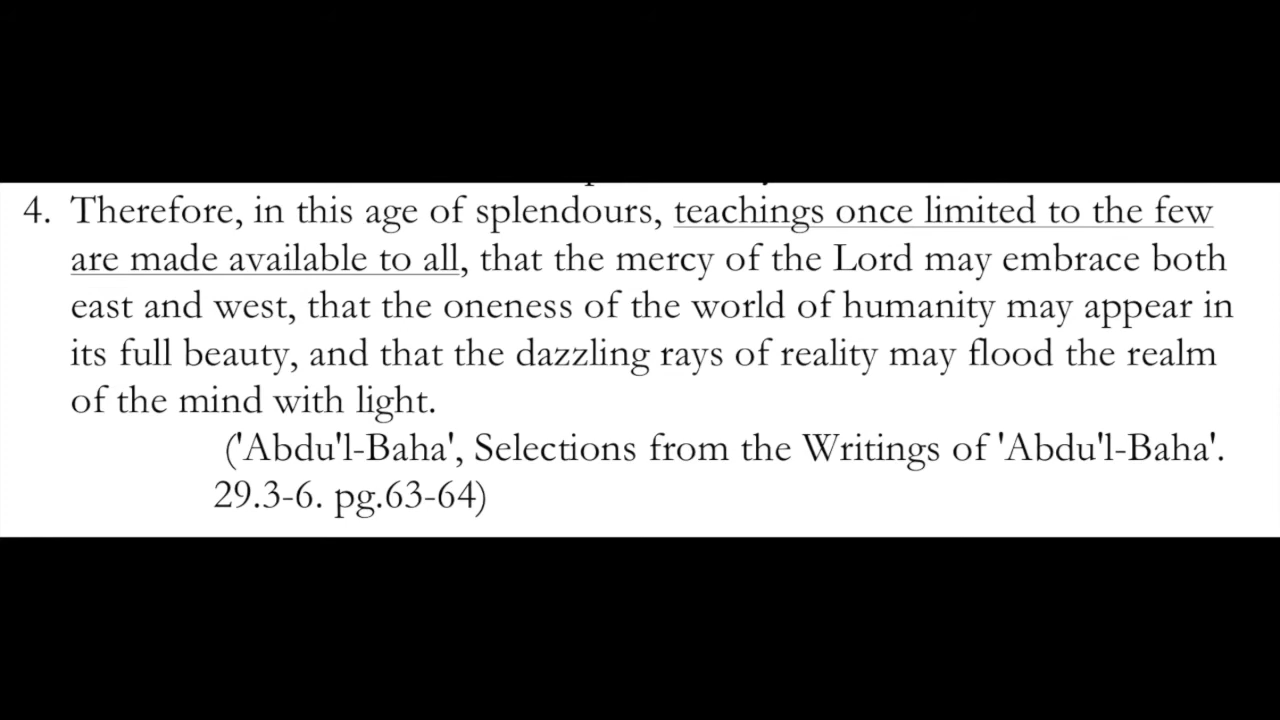 4. Therefore, in this age of splendours, teachings once limited to the few
are made available to all, that the mercy of the Lord may embrace both
east and west, that the oneness of the world of humanity may appear in
its full beauty, and that the dazzling rays of reality may flood the realm
of the mind with light.
('Abdu'l-Baha', Selections from the Writings of 'Abdu'l-Baha'.
29.3-6. pg.63-64)